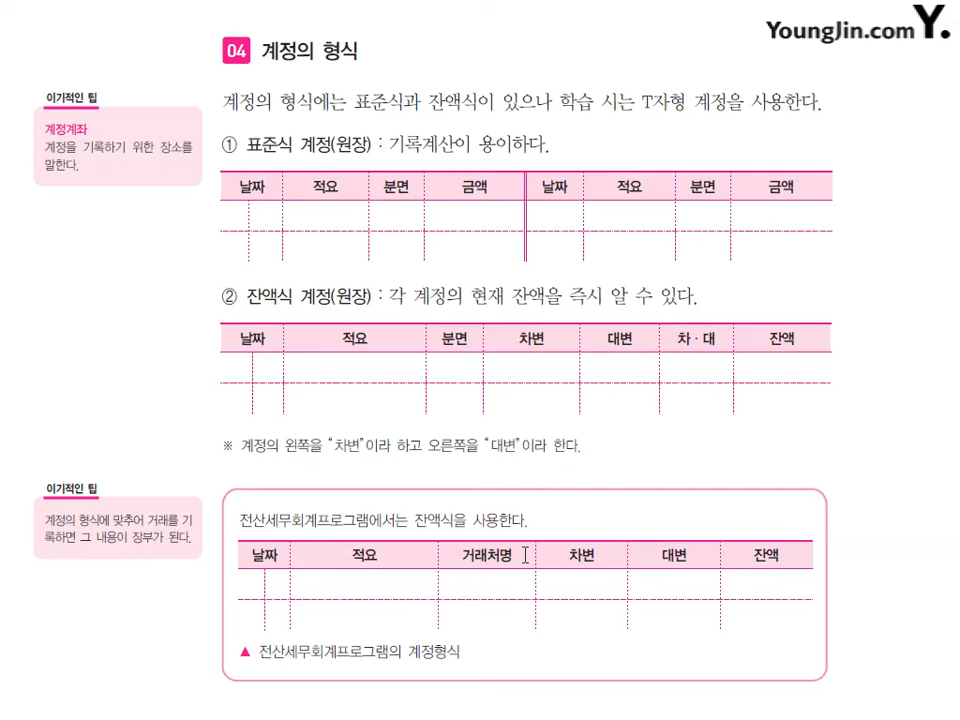 YoungJin.com Y.
04 계정의 형식
이기적인 팁
계정계좌
계정을 기록하기 위한 장소를
말한다.
계정의 형식에는 표준식과 잔액식이 있으나 학습 시는 T자형 계정을 사용한다.
① 표준식 계정(원장) : 기록계산이 용이하다.
날짜 적요 분면 금액 날짜 적요 분면 금액
② 잔액식 계정(원장) : 각 계정의 현재 잔액을 즉시 알 수 있다.
날짜 적요 분면 차변 대변 차·대 잔액
※ 계정의 왼쪽을 “차변”이라 하고 오른쪽을 “대변”이라 한다.
이기적인 팁
계정의 형식에 맞추어 거래를 기
록하면 그 내용이 장부가 된다.
전산세무회계프로그램에서는 잔액식을 사용한다.
날짜 적요 거래처명 차변 대변 잔액
▲ 전산세무회계프로그램의 계정형식